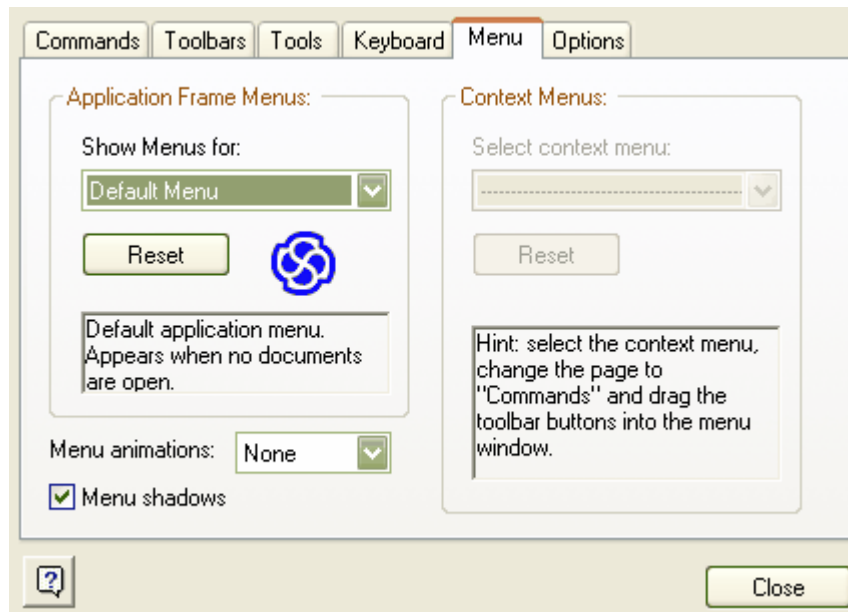 Commands Toolbars Tools Keyboard Menu Options
Application Frame Menus:
Show Menus for:
Default Menu
Reset
Default application menu.
Appears when no documents
are open.
Menu animations: None
Menu shadows
Context Menus:
Select context menu:
Reset
Hint: select the context menu,
change the page to
"Commands" and drag the
toolbar buttons into the menu
window.
Close